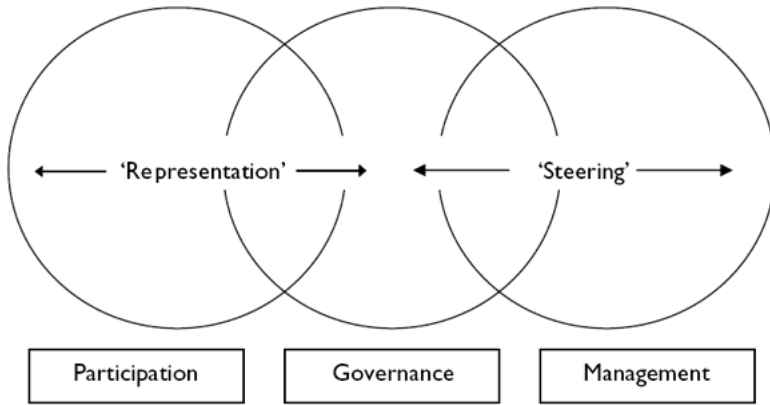 ‘Representation’ ‘Steering’
Participation Governance Management